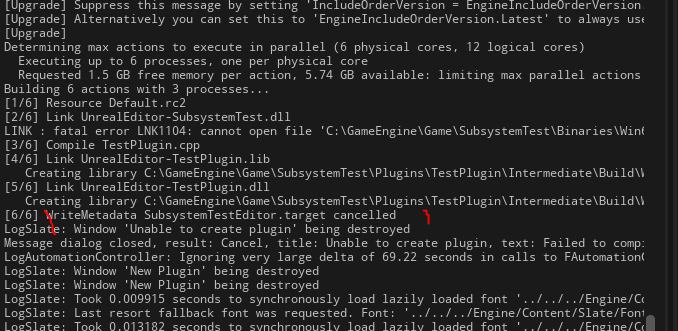 [Upgrade] Suppress this message by setting 'IncludeOrderVersion = EngineIncludeOrderVersion.
[Upgrade] Alternatively you can set this to 'EngineIncludeOrderVersion.Latest' to always use
[Upgrade]
Determining max actions to execute in parallel (6 physical cores, 12 logical cores)
Executing up to 6 processes, one per physical core
Requested 1.5 GB free memory per action, 5.74 GB available: limiting max parallel actions
Building 6 actions with 3 processes...
[1/6] Resource Default.rc2
[2/6] Link UnrealEditor-SubsystemTest.dll
LINK : fatal error LNK1104: cannot open file 'C:\GameEngine\Game\SubsystemTest\Binaries\Win6
[3/6] Compile TestPlugin.cpp
[4/6] Link UnrealEditor-TestPlugin.lib
Creating library C:\GameEngine\Game\SubsystemTest\Plugins\TestPlugin\Intermediate\Build\W
[5/6] Link UnrealEditor-TestPlugin.dll
Creating library C:\GameEngine\Game\SubsystemTest\Plugins\TestPlugin\Intermediate\Build\W
[6/6] WriteMetadata SubsystemTestEditor.target cancelled
LogSlate: Window 'Unable to create plugin' being destroyed
Message dialog closed, result: Cancel, title: Unable to create plugin, text: Failed to compi
LogAutomationController: Ignoring very large delta of 69.22 seconds in calls to FAutomationC
LogSlate: Window 'New Plugin' being destroyed
LogSlate: Window 'New Plugin' being destroyed
LogSlate: Took 0.009915 seconds to synchronously load lazily loaded font '../../../Engine/Co
LogSlate: Last resort fallback font was requested. Font: '../../../Engine/Content/Slate/Font
LogSlate: Took 0.013182 seconds to synchronously load lazily loaded font '../../../Engine/Co